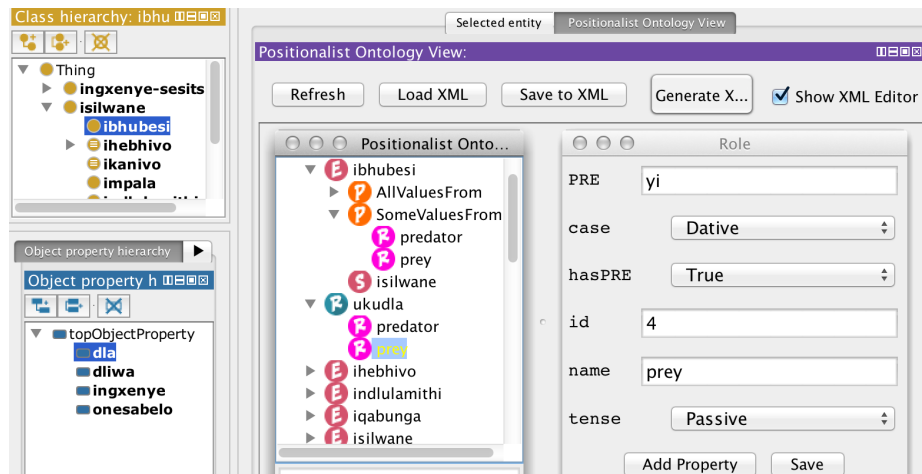 Class hierarchy: ibhu
Thing
ingxenye-sesits
isilwane
ibhubesi
ihebhivo
ikanivo
impala
Object property hierarchy
Object property h
topObjectProperty
dla
dliwa
ingxenye
onesabelo
Selected entity
Positionalist Ontology View
Positionalist Ontology View:
Refresh
Load XML
Save to XML
Generate X...
Show XML Editor
Positionalist Onto...
E ibhubesi
P AllValuesFrom
P SomeValuesFrom
R predator
R prey
S isilwane
R ukudla
R predator
R prey
E ihebhivo
E indlulamithi
E iqabunga
E isilwane
Role
PRE yi
case Dative
hasPRE True
id 4
name prey
tense Passive
Add Property Save